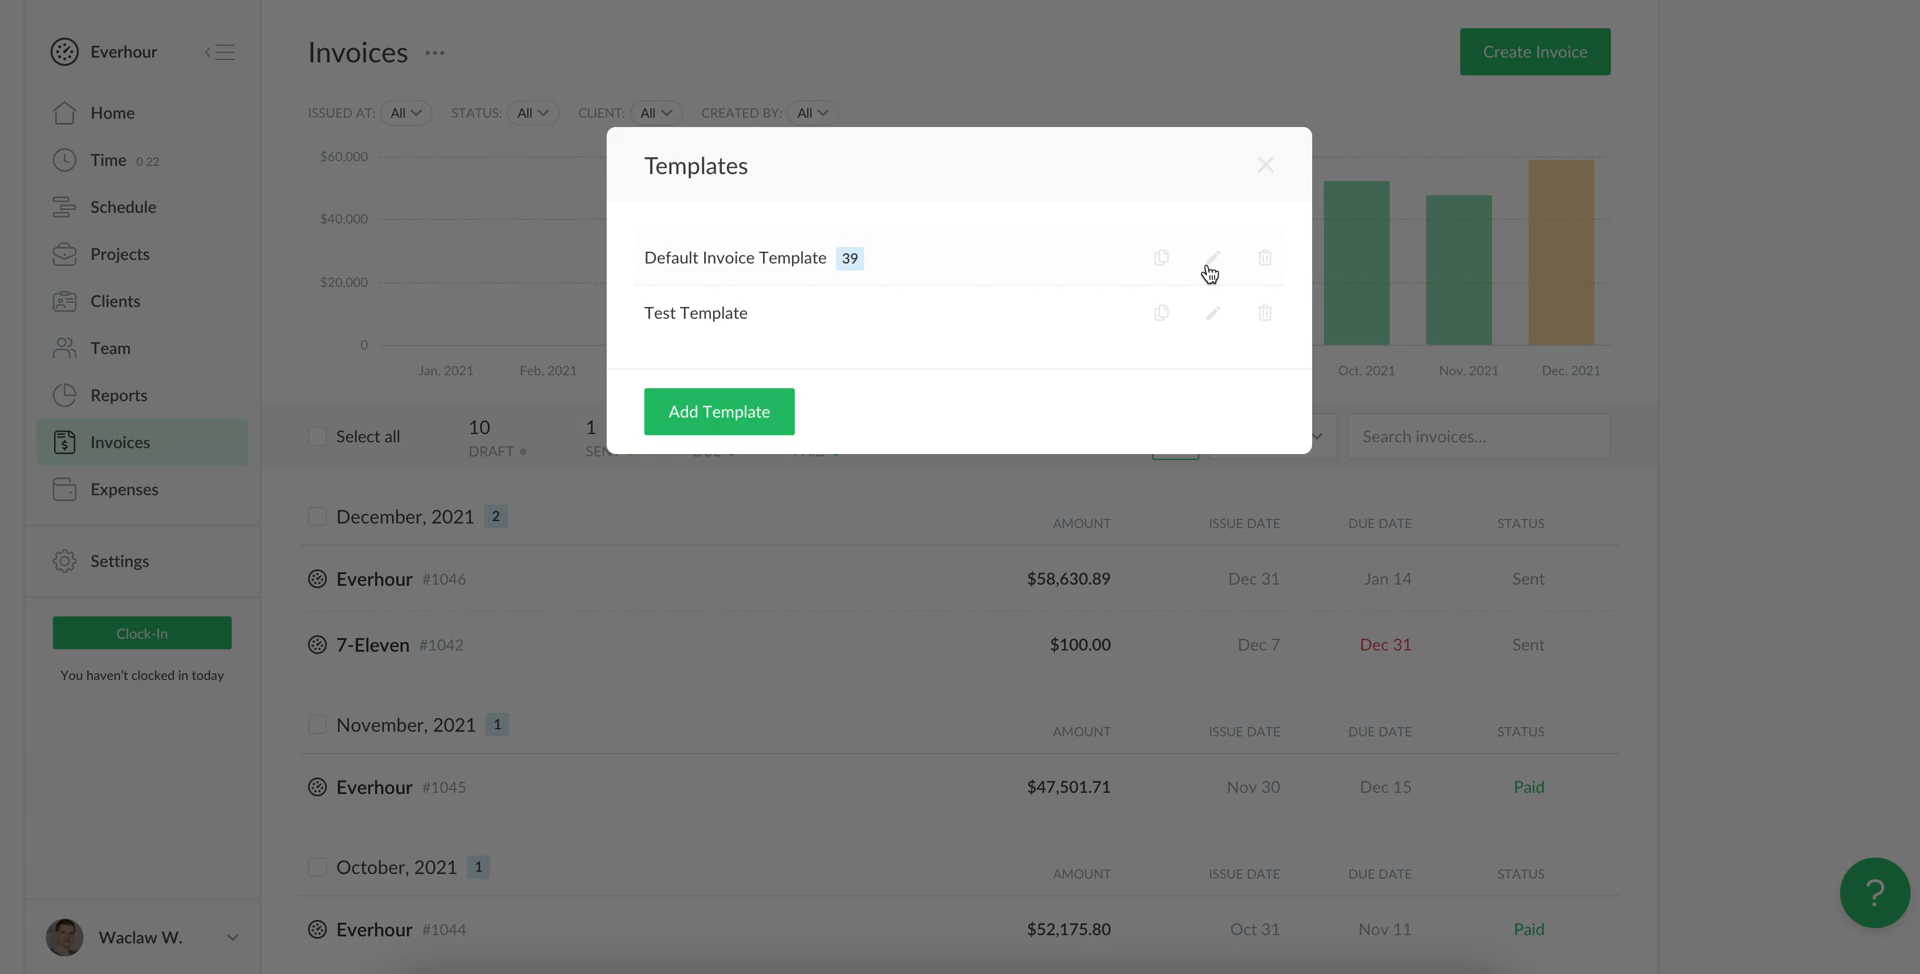 Everhour
Home
Time 0 22
Schedule
Projects
Clients
Team
Reports
Invoices
Expenses
Settings
Clock-In
You haven't clocked in today
Waclaw W.
Invoices
Create Invoice
ISSUED AT: All STATUS: All CLIENT: All CREATED BY: All
$60,000
$40,000
$20,000
0
Jan, 2021 Feb, 2021 Oct, 2021 Nov, 2021 Dec, 2021
Templates
Default Invoice Template 39
Test Template
Add Template
Select all
10
DRAFT
1
Search invoices...
December, 2021 2 AMOUNT ISSUE DATE DUE DATE STATUS
Everhour #1046 $58,630.89 Dec 31 Jan 14 Sent
7-Eleven #1042 $100.00 Dec 7 Dec 31 Sent
November, 2021 1 AMOUNT ISSUE DATE DUE DATE STATUS
Everhour #1045 $47,501.71 Nov 30 Dec 15 Paid
October, 2021 1 AMOUNT ISSUE DATE DUE DATE STATUS
Everhour #1044 $52,175.80 Oct 31 Nov 11 Paid
?